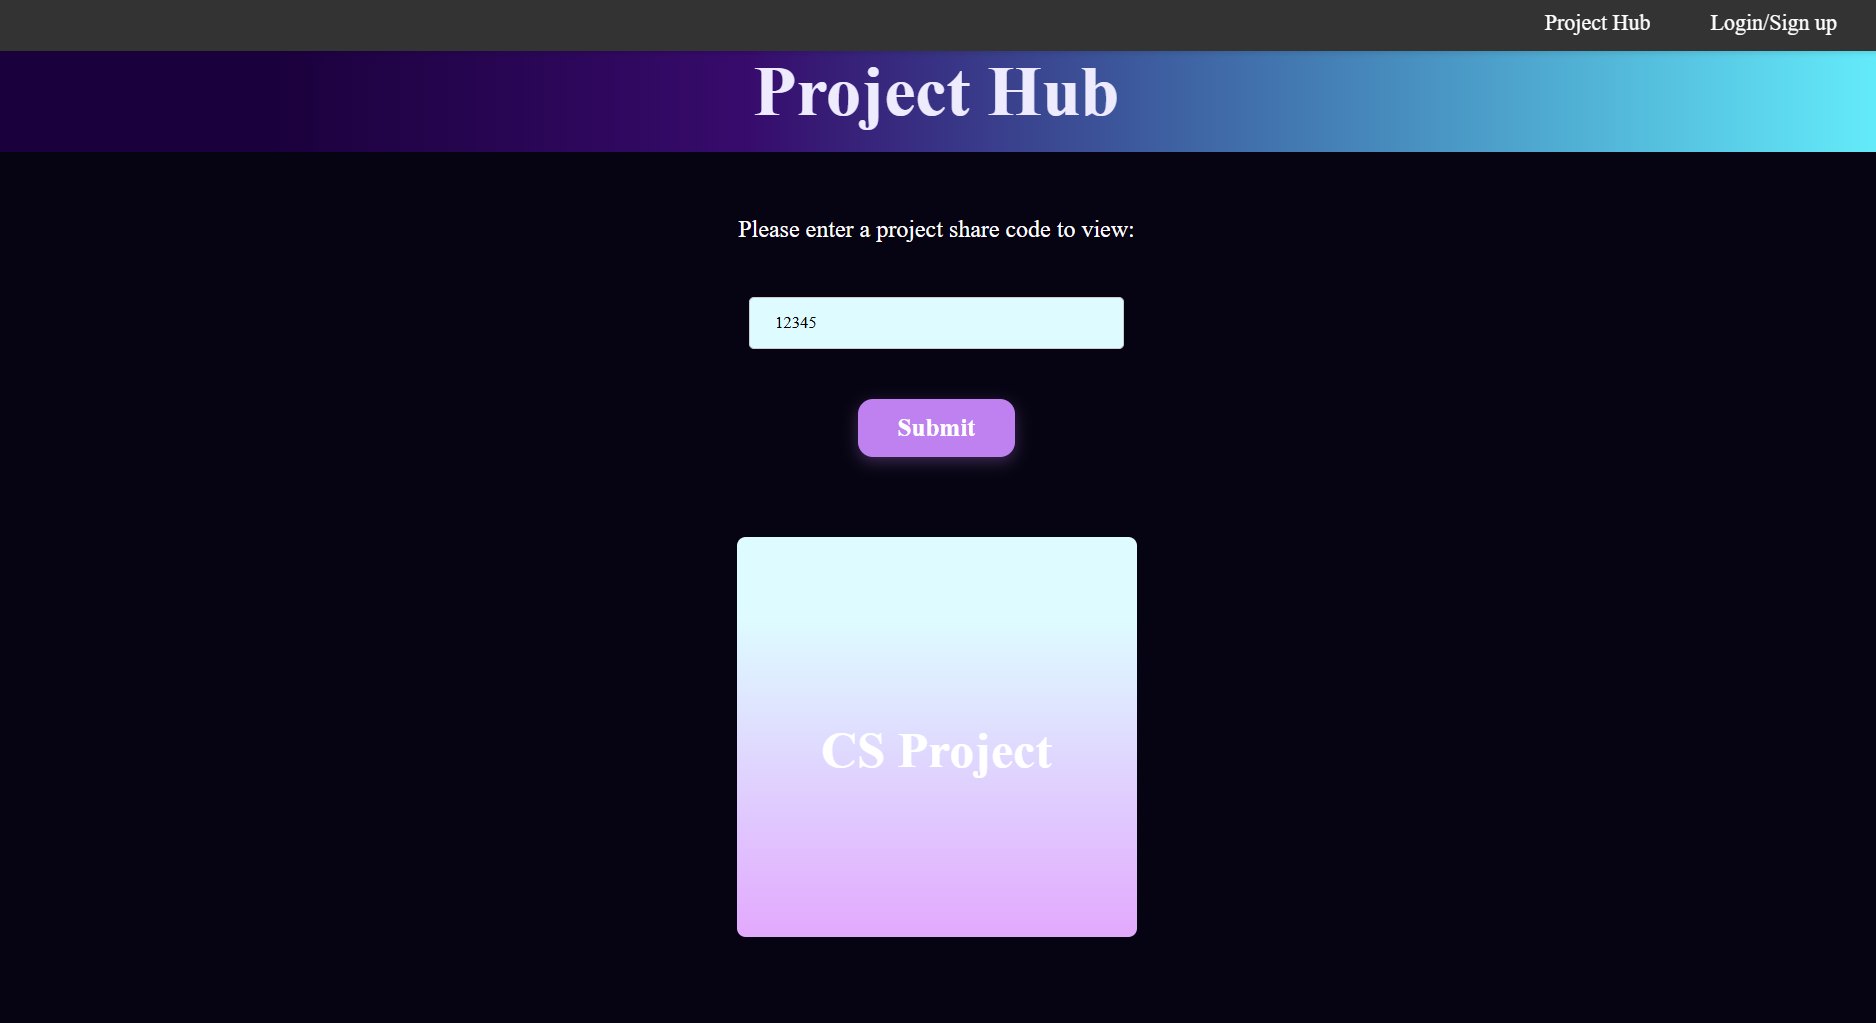 Project Hub Login/Sign up
Project Hub
Please enter a project share code to view:
12345
Submit
CS Project